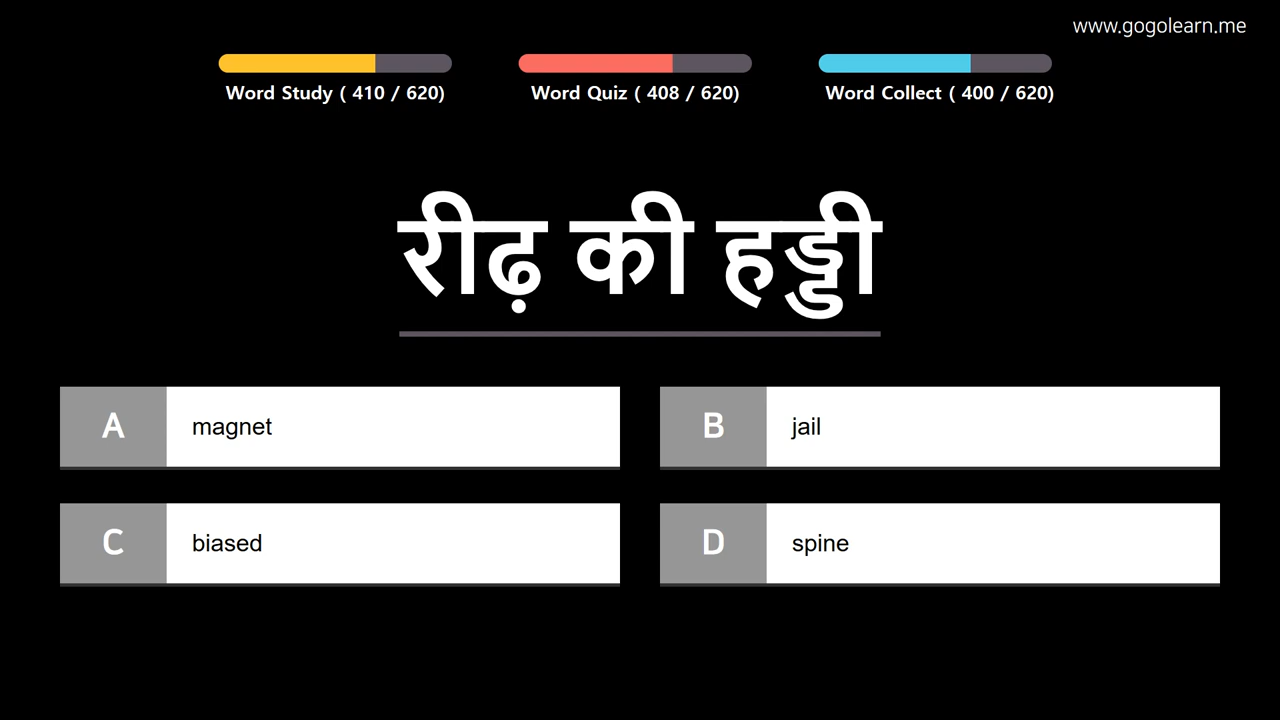 www.gogolearn.me
Word Study ( 410 / 620)
Word Quiz ( 408 / 620)
Word Collect ( 400 / 620)
रीढ़ की हड्डी
A magnet
B jail
C biased
D spine